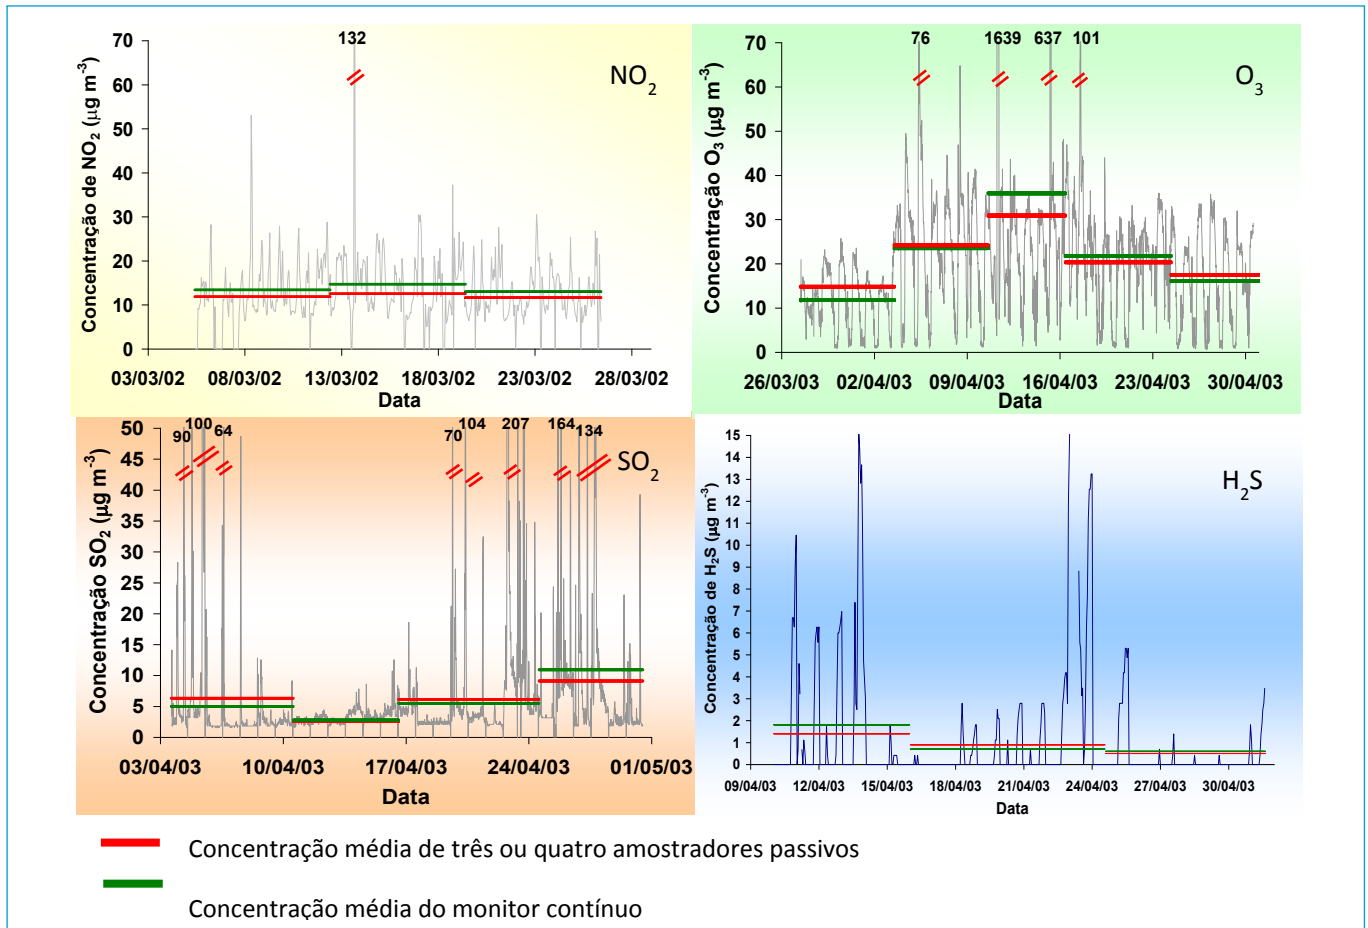 132
70
60
50
40
30
20
10
0
Concentração de NO2 (μg m-3)
NO2
03/03/02 08/03/02 13/03/02 18/03/02 23/03/02 28/03/02
Data
76 1639 637 101
70
60
50
40
30
20
10
0
Concentração O3 (μg m-3)
O3
26/03/03 02/04/03 09/04/03 16/04/03 23/04/03 30/04/03
Data
90 100 64 70 104 207 164 134
50
45
40
35
30
25
20
15
10
5
0
Concentração SO2 (μg m-3)
SO2
03/04/03 10/04/03 17/04/03 24/04/03 01/05/03
Data
15
14
13
12
11
10
9
8
7
6
5
4
3
2
1
0
Concentração de H2S (μg m-3)
H2S
09/04/03 12/04/03 15/04/03 18/04/03 21/04/03 24/04/03 27/04/03 30/04/03
Data
Concentração média de três ou quatro amostradores passivos
Concentração média do monitor contínuo